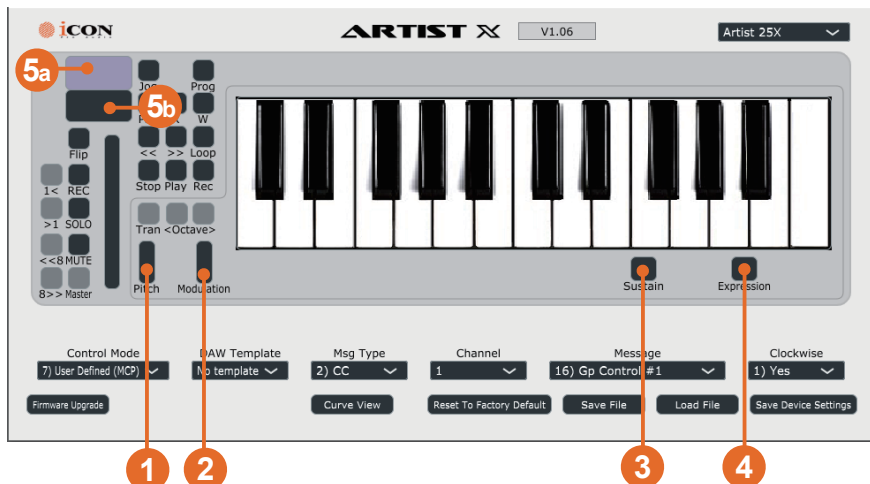 icon
ARTIST X
V1.06
Artist 25X
5a
5b
Jog
Prog
W
Flip
<< >> Loop
1< REC
Stop Play Rec
>1 SOLO
Tran <Octave>
<<8 MUTE
8>> Master
Pitch
Modulation
Sustain
Expression
Control Mode
DAW Template
Msg Type
Channel
Message
Clockwise
7) User Defined (MCP)
No template
2) CC
1
16) Gp Control #1
1) Yes
Firmware Upgrade
Curve View
Reset To Factory Default
Save File
Load File
Save Device Settings
1
2
3
4